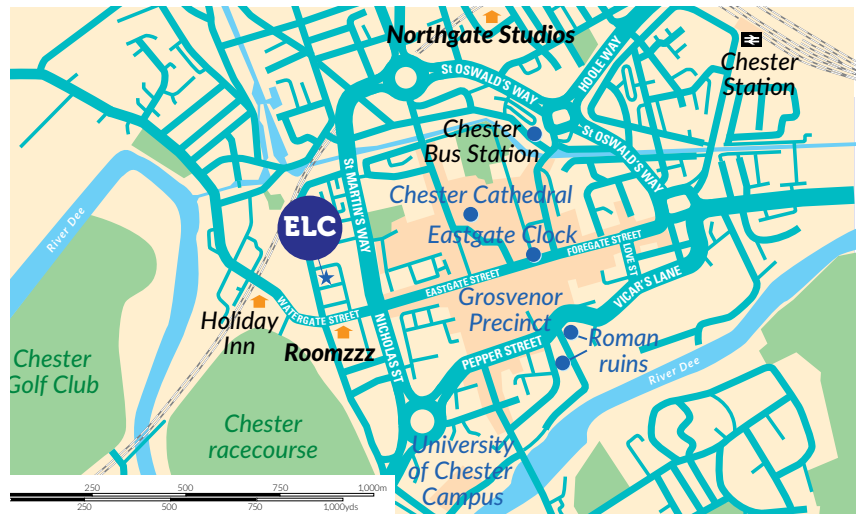 Northgate Studios
St OSWALD'S WAY
HOOLE WAY
Chester
Station
Chester
Bus Station
St OSWALD'S WAY
St MARTIN'S WAY
Chester Cathedral
River Dee
ELC
Eastgate Clock
FOREGATE STREET
LOVE ST
EASTGATE STREET
VICAR'S LANE
WATERGATE STREET
Grosvenor
Precinct
Holiday
Inn
Roomzzz
NICHOLAS ST
PEPPER STREET
Roman
ruins
River Dee
Chester
Golf Club
Chester
racecourse
University
of Chester
Campus
250 500 750 1,000m
250 500 750 1,000yds